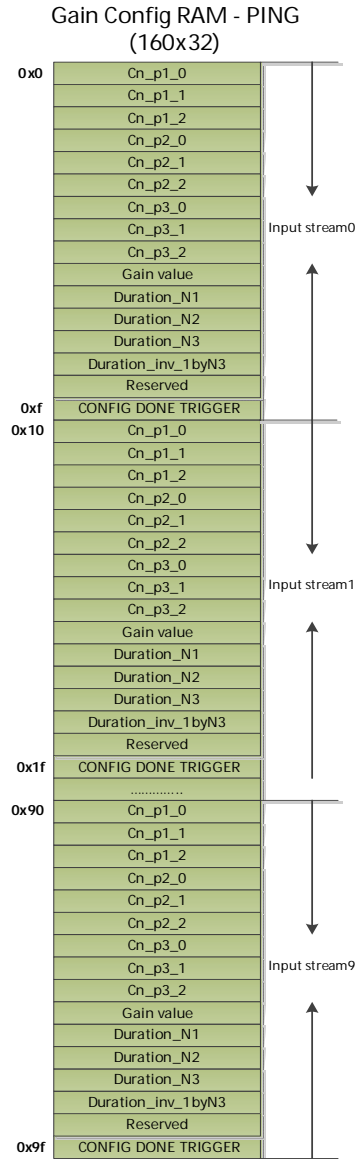 Gain Config RAM - PING
(160x32)
0x0 Cn_p1_0
Cn_p1_1
Cn_p1_2
Cn_p2_0
Cn_p2_1
Cn_p2_2
Cn_p3_0
Cn_p3_1 Input stream0
Cn_p3_2
Gain value
Duration_N1
Duration_N2
Duration_N3
Duration_inv_1byN3
Reserved
0xf CONFIG DONE TRIGGER
0x10 Cn_p1_0
Cn_p1_1
Cn_p1_2
Cn_p2_0
Cn_p2_1
Cn_p2_2
Cn_p3_0
Cn_p3_1 Input stream1
Cn_p3_2
Gain value
Duration_N1
Duration_N2
Duration_N3
Duration_inv_1byN3
Reserved
0x1f CONFIG DONE TRIGGER
..............
0x90 Cn_p1_0
Cn_p1_1
Cn_p1_2
Cn_p2_0
Cn_p2_1
Cn_p2_2
Cn_p3_0
Cn_p3_1 Input stream9
Cn_p3_2
Gain value
Duration_N1
Duration_N2
Duration_N3
Duration_inv_1byN3
Reserved
0x9f CONFIG DONE TRIGGER